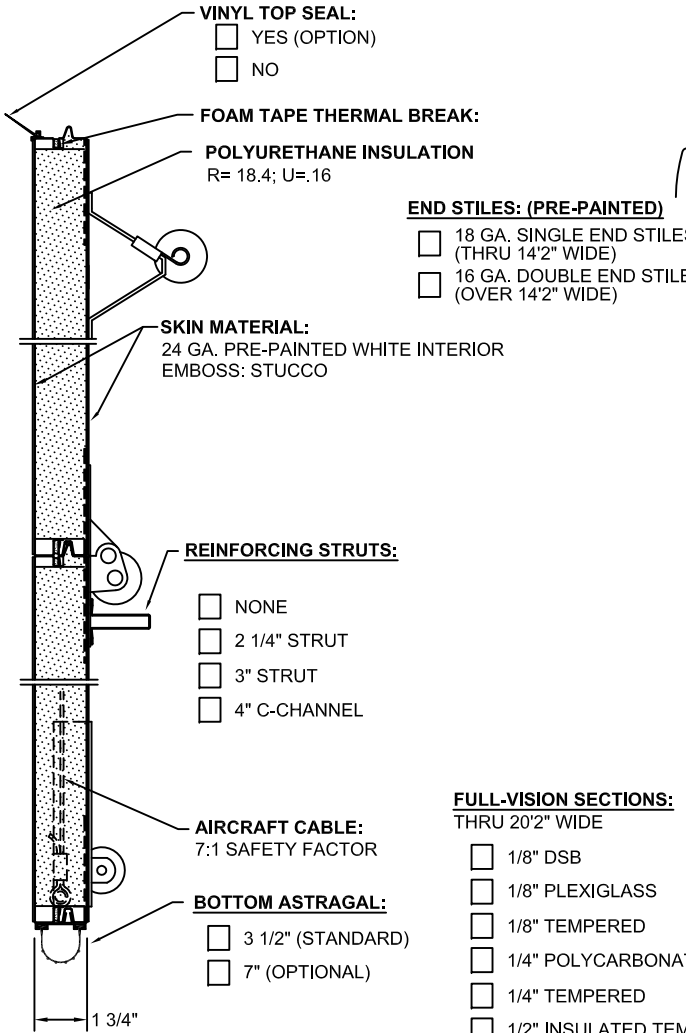 VINYL TOP SEAL:
YES (OPTION)
NO
FOAM TAPE THERMAL BREAK:
POLYURETHANE INSULATION
R= 18.4; U=.16
END STILES: (PRE-PAINTED)
18 GA. SINGLE END STILES
(THRU 14'2" WIDE)
16 GA. DOUBLE END STILE
(OVER 14'2" WIDE)
SKIN MATERIAL:
24 GA. PRE-PAINTED WHITE INTERIOR
EMBOSS: STUCCO
REINFORCING STRUTS:
NONE
2 1/4" STRUT
3" STRUT
4" C-CHANNEL
AIRCRAFT CABLE:
7:1 SAFETY FACTOR
BOTTOM ASTRAGAL:
3 1/2" (STANDARD)
7" (OPTIONAL)
1 3/4"
FULL-VISION SECTIONS:
THRU 20'2" WIDE
1/8" DSB
1/8" PLEXIGLASS
1/8" TEMPERED
1/4" POLYCARBONAT
1/4" TEMPERED
1/2" INSULATED TEM